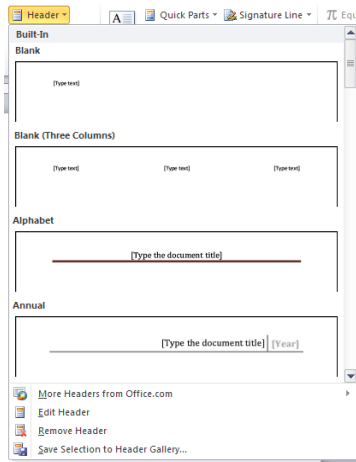 Header Quick Parts Signature Line π Equ
A
Built-In
Blank
[Type text]
Blank (Three Columns)
[Type text] [Type text] [Type text]
Alphabet
[Type the document title]
Annual
[Type the document title] [Year]
More Headers from Office.com
Edit Header
Remove Header
Save Selection to Header Gallery...